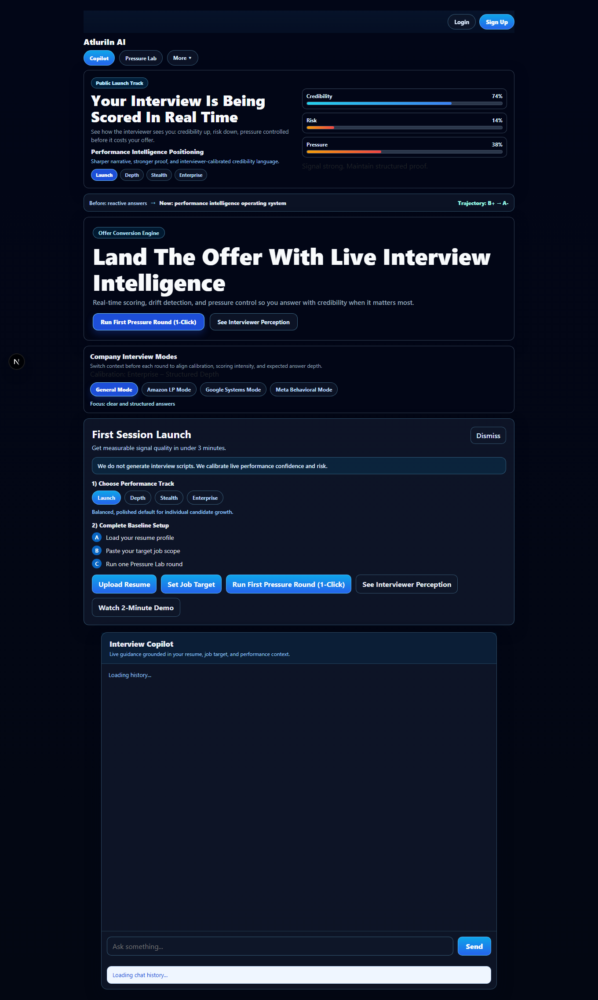 Login
Sign Up
AtluriIn AI
Copilot
Pressure Lab
More ▾
Public Launch Track
Your Interview Is Being
Scored In Real Time
See how the interviewer sees you: credibility up, risk down, pressure controlled
before it costs your offer.
Performance Intelligence Positioning
Sharper narrative, stronger proof, and interviewer-calibrated credibility language.
Launch
Depth
Stealth
Enterprise
Credibility 74%
Risk 14%
Pressure 38%
Signal strong. Maintain structured proof.
Before: reactive answers → Now: performance intelligence operating system
Trajectory: B+ → A-
Offer Conversion Engine
Land The Offer With Live Interview
Intelligence
Real-time scoring, drift detection, and pressure control so you answer with credibility when it matters most.
Run First Pressure Round (1-Click)
See Interviewer Perception
N
Company Interview Modes
Switch context before each round to align calibration, scoring intensity, and expected answer depth.
Calibration: Enterprise – Structured Depth
General Mode
Amazon LP Mode
Google Systems Mode
Meta Behavioral Mode
Focus: clear and structured answers
First Session Launch
Dismiss
Get measurable signal quality in under 3 minutes.
We do not generate interview scripts. We calibrate live performance confidence and risk.
1) Choose Performance Track
Launch
Depth
Stealth
Enterprise
Balanced, polished default for individual candidate growth.
2) Complete Baseline Setup
A Load your resume profile
B Paste your target job scope
C Run one Pressure Lab round
Upload Resume
Set Job Target
Run First Pressure Round (1-Click)
See Interviewer Perception
Watch 2-Minute Demo
Interview Copilot
Live guidance grounded in your resume, job target, and performance context.
Loading history...
Ask something...
Send
Loading chat history...